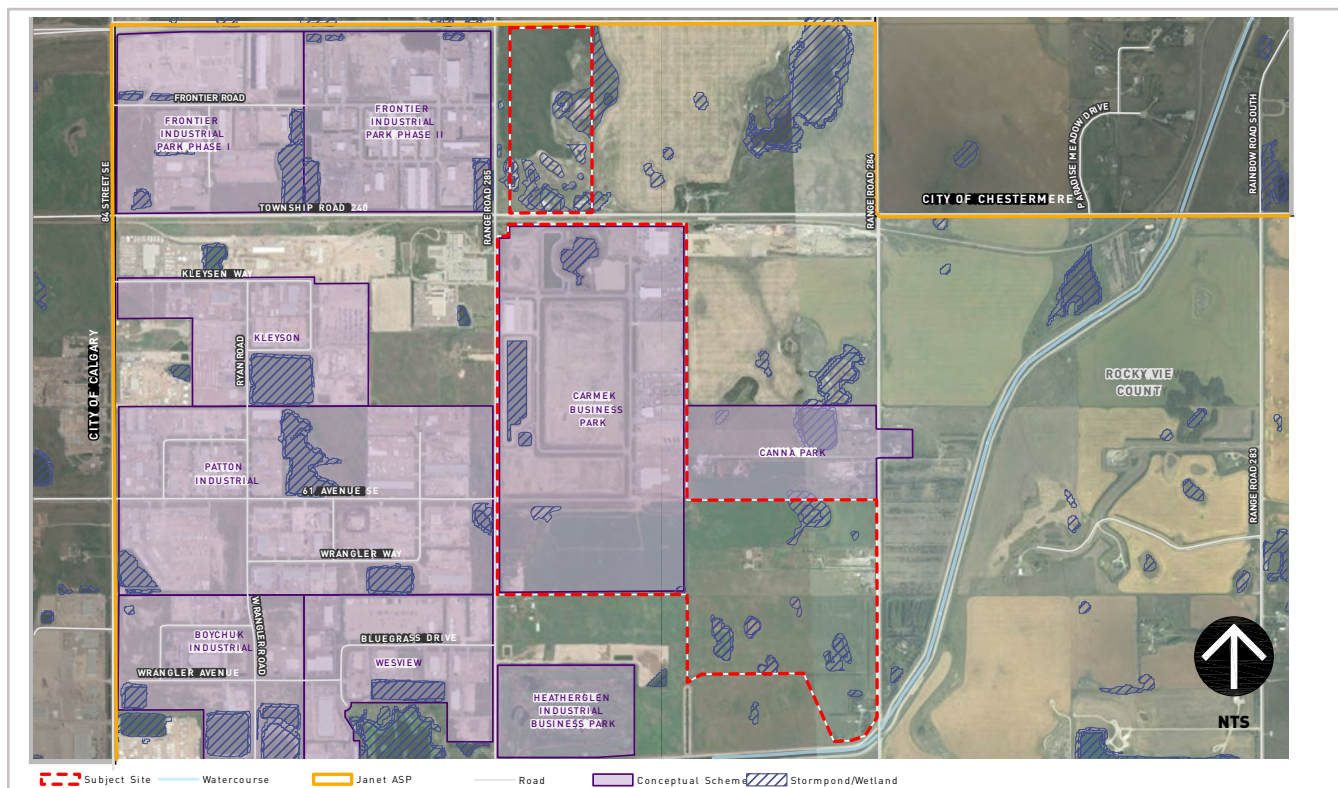 FRONTIER ROAD
FRONTIER
INDUSTRIAL
PARK PHASE I
FRONTIER
INDUSTRIAL
PARK PHASE II
84 STREET SE
TOWNSHIP ROAD 240
RANGE ROAD 285
RANGE ROAD 284
PARADISE MEADOW DRIVE
RAINBOW ROAD SOUTH
CITY OF CHESTERMERE
KLEYSEN WAY
KLEYSON
RYAN ROAD
CITY OF CALGARY
CARMEK
BUSINESS
PARK
ROCKY VIEW
COUNTY
CANNA PARK
PATTON
INDUSTRIAL
61 AVENUE SE
RANGE ROAD 283
WRANGLER WAY
WRANGLER ROAD
BOYCHUK
INDUSTRIAL
BLUEGRASS DRIVE
WESVIEW
WRANGLER AVENUE
HEATHERGLEN
INDUSTRIAL
BUSINESS PARK
NTS
Subject Site
Watercourse
Janet ASP
Road
Conceptual Scheme
Stormpond/Wetland